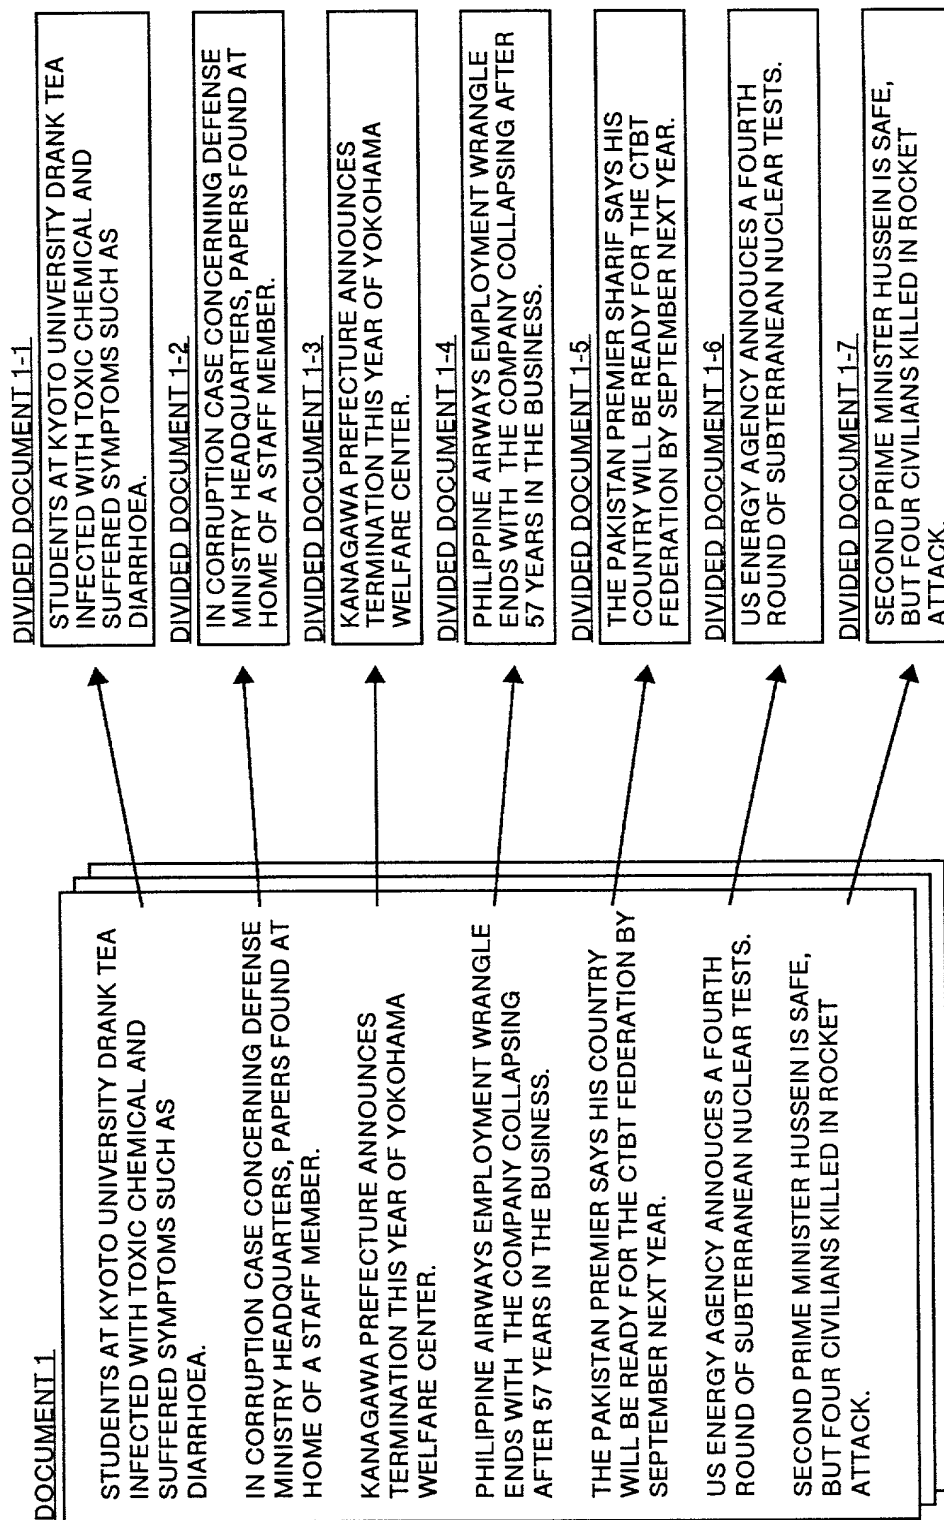 DOCUMENT 1
STUDENTS AT KYOTO UNIVERSITY DRANK TEA
INFECTED WITH TOXIC CHEMICAL AND
SUFFERED SYMPTOMS SUCH AS
DIARRHOEA.
IN CORRUPTION CASE CONCERNING DEFENSE
MINISTRY HEADQUARTERS, PAPERS FOUND AT
HOME OF A STAFF MEMBER.
KANAGAWA PREFECTURE ANNOUNCES
TERMINATION THIS YEAR OF YOKOHAMA
WELFARE CENTER.
PHILIPPINE AIRWAYS EMPLOYMENT WRANGLE
ENDS WITH THE COMPANY COLLAPSING
AFTER 57 YEARS IN THE BUSINESS.
THE PAKISTAN PREMIER SAYS HIS COUNTRY
WILL BE READY FOR THE CTBT FEDERATION BY
SEPTEMBER NEXT YEAR.
US ENERGY AGENCY ANNOUCES A FOURTH
ROUND OF SUBTERRANEAN NUCLEAR TESTS.
SECOND PRIME MINISTER HUSSEIN IS SAFE,
BUT FOUR CIVILIANS KILLED IN ROCKET
ATTACK.
DIVIDED DOCUMENT 1-1
STUDENTS AT KYOTO UNIVERSITY DRANK TEA
INFECTED WITH TOXIC CHEMICAL AND
SUFFERED SYMPTOMS SUCH AS
DIARRHOEA.
DIVIDED DOCUMENT 1-2
IN CORRUPTION CASE CONCERNING DEFENSE
MINISTRY HEADQUARTERS, PAPERS FOUND AT
HOME OF A STAFF MEMBER.
DIVIDED DOCUMENT 1-3
KANAGAWA PREFECTURE ANNOUNCES
TERMINATION THIS YEAR OF YOKOHAMA
WELFARE CENTER.
DIVIDED DOCUMENT 1-4
PHILIPPINE AIRWAYS EMPLOYMENT WRANGLE
ENDS WITH THE COMPANY COLLAPSING AFTER
57 YEARS IN THE BUSINESS.
DIVIDED DOCUMENT 1-5
THE PAKISTAN PREMIER SHARIF SAYS HIS
COUNTRY WILL BE READY FOR THE CTBT
FEDERATION BY SEPTEMBER NEXT YEAR.
DIVIDED DOCUMENT 1-6
US ENERGY AGENCY ANNOUCES A FOURTH
ROUND OF SUBTERRANEAN NUCLEAR TESTS.
DIVIDED DOCUMENT 1-7
SECOND PRIME MINISTER HUSSEIN IS SAFE,
BUT FOUR CIVILIANS KILLED IN ROCKET
ATTACK.